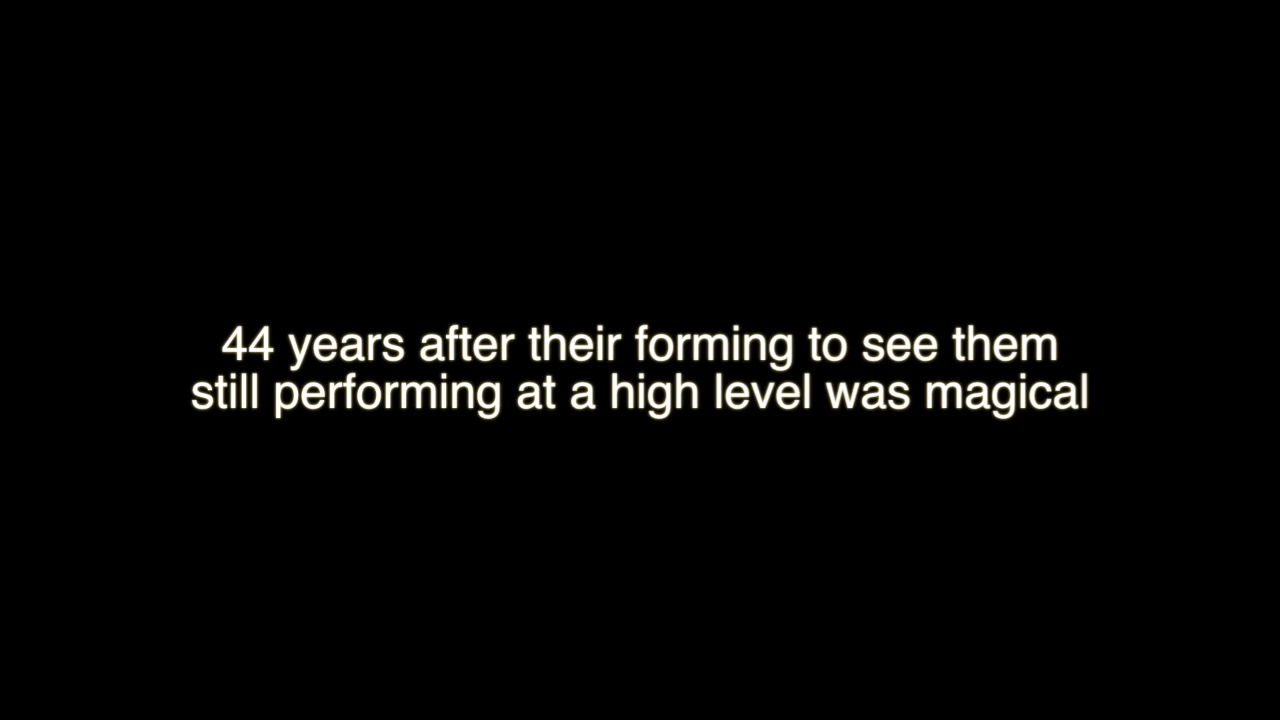 44 years after their forming to see them
still performing at a high level was magical